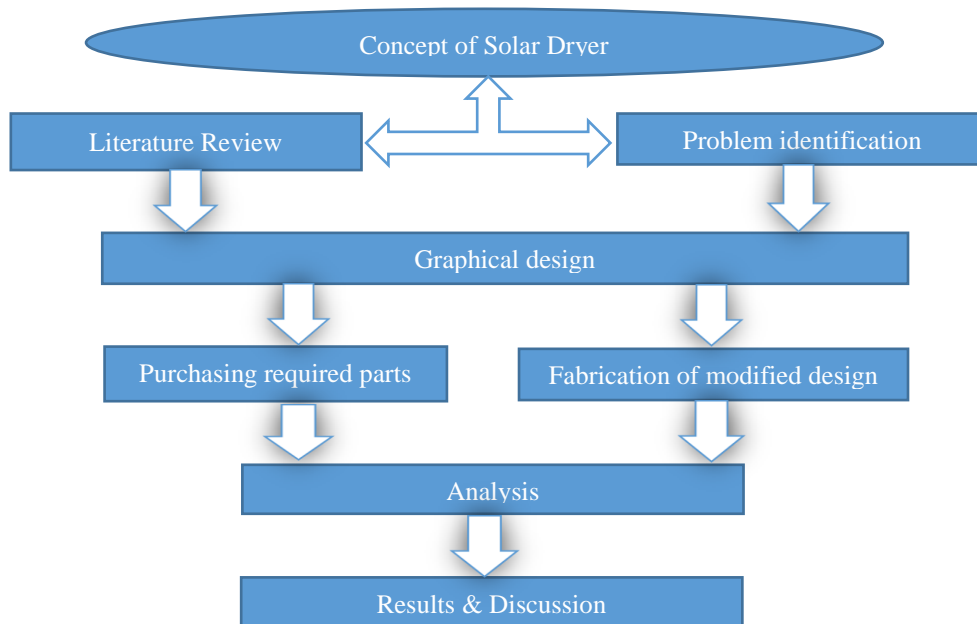 Concept of Solar Dryer
Literature Review
Problem identification
Graphical design
Purchasing required parts
Fabrication of modified design
Analysis
Results & Discussion